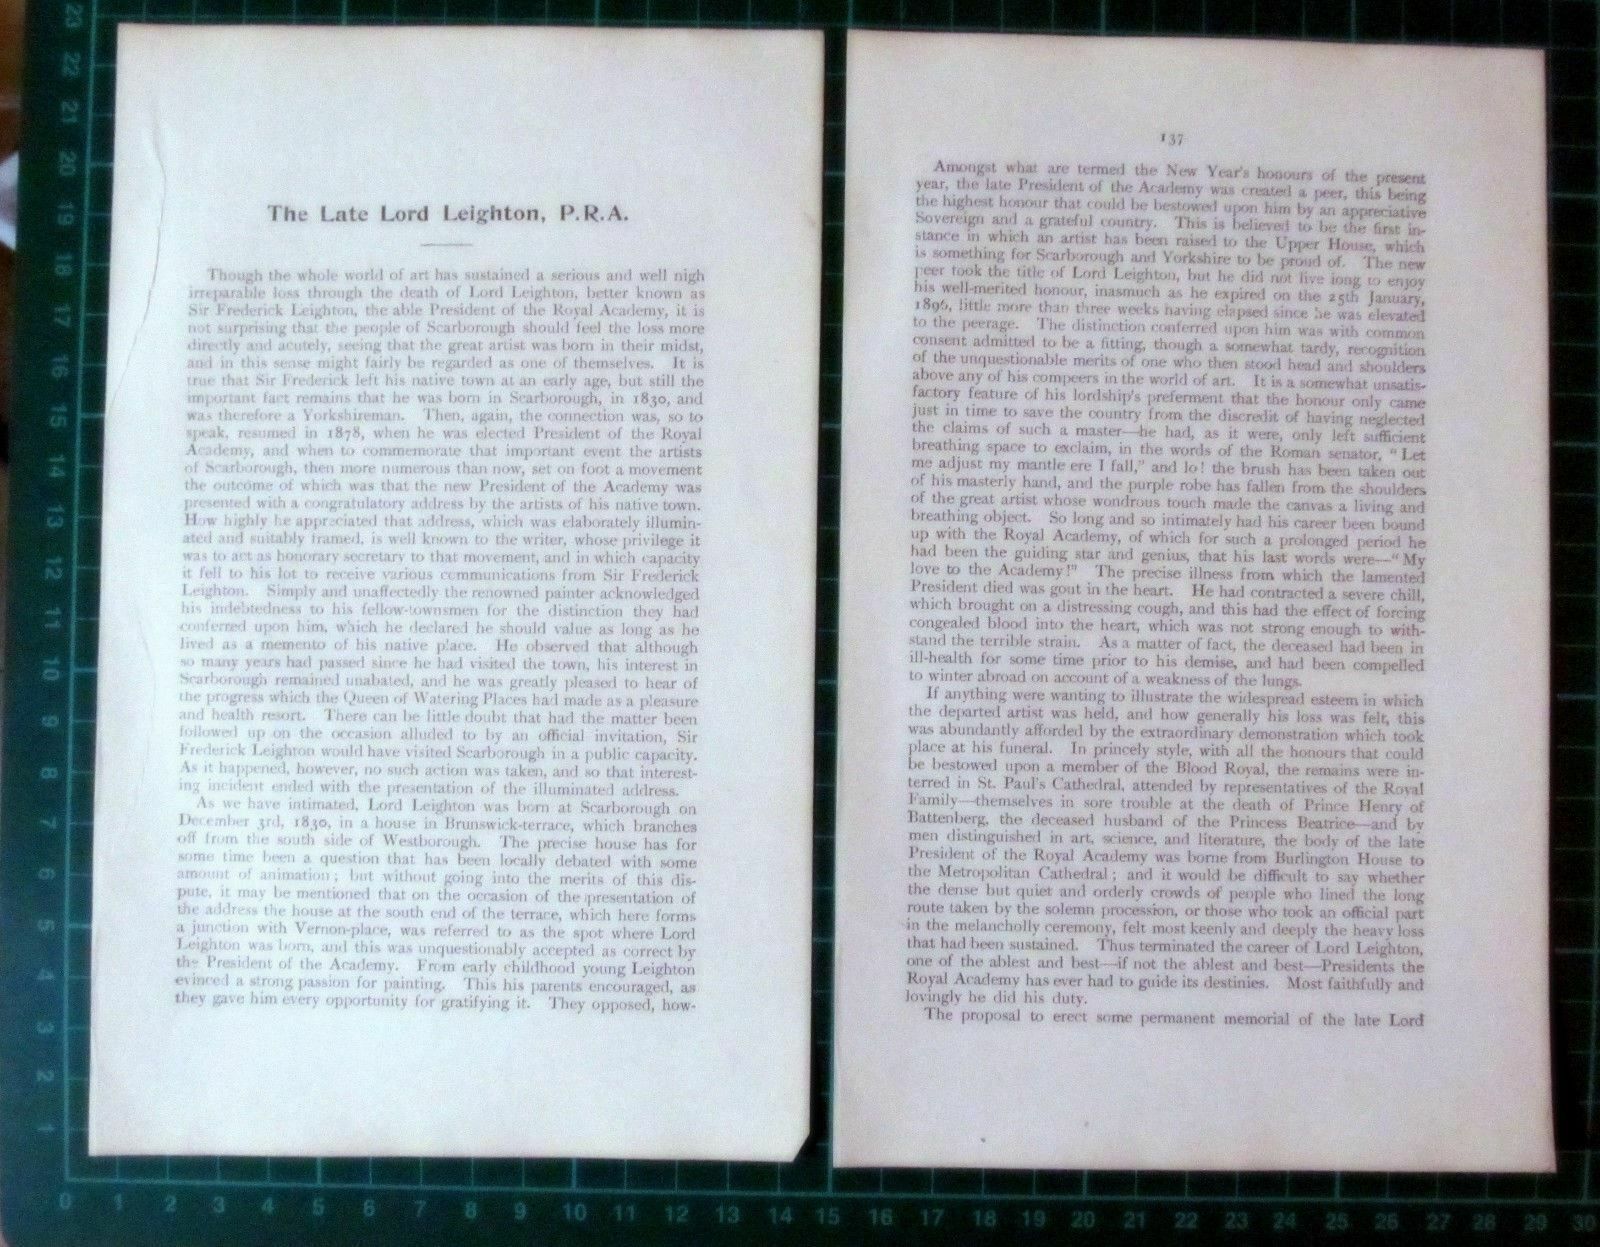 The Late Lord Leighton, P.R.A.
Though the whole world of art has sustained a serious and well nigh
irreparable loss through the death of Lord Leighton, better known as
Sir Frederick Leighton, the able President of the Royal Academy, it is
not surprising that the people of Scarborough should feel the loss more
directly and acutely, seeing that the great artist was born in their midst,
and in this sense might fairly be regarded as one of themselves. It is
true that Sir Frederick left his native town at an early age, but still the
important fact remains that he was born in Scarborough, in 1830, and
was therefore a Yorkshireman. Then, again, the connection was, so to
speak, resumed in 1878, when he was elected President of the Royal
Academy, and when to commemorate that important event the artists
of Scarborough, then more numerous than now, set on foot a movement
the outcome of which was that the new President of the Academy was
presented with a congratulatory address by the artists of his native town.
How highly he appreciated that address, which was elaborately illumin-
ated and suitably framed, is well known to the writer, whose privilege it
was to act as honorary secretary to that movement, and in which capacity
it fell to his lot to receive various communications from Sir Frederick
Leighton. Simply and unaffectedly the renowned painter acknowledged
his indebtedness to his fellow-townsmen for the distinction they had
conferred upon him, which he declared he should value as long as he
lived as a memento of his native place. He observed that although
so many years had passed since he had visited the town, his interest in
Scarborough remained unabated, and he was greatly pleased to hear of
the progress which the Queen of Watering Places had made as a pleasure
and health resort. There can be little doubt that had the matter been
followed up on the occasion alluded to by an official invitation, Sir
Frederick Leighton would have visited Scarborough in a public capacity.
As it happened, however, no such action was taken, and so that interest-
ing incident ended with the presentation of the illuminated address.
As we have intimated, Lord Leighton was born at Scarborough on
December 3rd, 1830, in a house in Brunswick-terrace, which branches
off from the south side of Westborough. The precise house has for
some time been a question that has been locally debated with some
amount of animation; but without going into the merits of this dis-
pute, it may be mentioned that on the occasion of the presentation of
the address the house at the south end of the terrace, which here forms
a junction with Vernon-place, was referred to as the spot where Lord
Leighton was born, and this was unquestionably accepted as correct by
the President of the Academy. From early childhood young Leighton
evinced a strong passion for painting. This his parents encouraged, as
they gave him every opportunity for gratifying it. They opposed, how-
137
Amongst what are termed the New Year's honours of the present
year, the late President of the Academy was created a peer, this being
the highest honour that could be bestowed upon him by an appreciative
Sovereign and a grateful country. This is believed to be the first in-
stance in which an artist has been raised to the Upper House, which
is something for Scarborough and Yorkshire to be proud of. The new
peer took the title of Lord Leighton, but he did not live long to enjoy
his well-merited honour, inasmuch as he expired on the 25th January,
1896, little more than three weeks having elapsed since he was elevated
to the peerage. The distinction conferred upon him was with common
consent admitted to be a fitting, though a somewhat tardy, recognition
of the unquestionable merits of one who then stood head and shoulders
above any of his compeers in the world of art. It is a somewhat unsatis-
factory feature of his lordship's preferment that the honour only came
just in time to save the country from the discredit of having neglected
the claims of such a master—he had, as it were, only left sufficient
breathing space to exclaim, in the words of the Roman senator, "Let
me adjust my mantle ere I fall," and lo! the brush has been taken out
of his masterly hand, and the purple robe has fallen from the shoulders
of the great artist whose wondrous touch made the canvas a living and
breathing object. So long and so intimately had his career been bound
up with the Royal Academy, of which for such a prolonged period he
had been the guiding star and genius, that his last words were—"My
love to the Academy!" The precise illness from which the lamented
President died was gout in the heart. He had contracted a severe chill,
which brought on a distressing cough, and this had the effect of forcing
congealed blood into the heart, which was not strong enough to with-
stand the terrible strain. As a matter of fact, the deceased had been in
ill-health for some time prior to his demise, and had been compelled
to winter abroad on account of a weakness of the lungs.
If anything were wanting to illustrate the widespread esteem in which
the departed artist was held, and how generally his loss was felt, this
was abundantly afforded by the extraordinary demonstration which took
place at his funeral. In princely style, with all the honours that could
be bestowed upon a member of the Blood Royal, the remains were in-
terred in St. Paul's Cathedral, attended by representatives of the Royal
Family—themselves in sore trouble at the death of Prince Henry of
Battenberg, the deceased husband of the Princess Beatrice—and by
men distinguished in art, science, and literature, the body of the late
President of the Royal Academy was borne from Burlington House to
the Metropolitan Cathedral; and it would be difficult to say whether
the dense but quiet and orderly crowds of people who lined the long
route taken by the solemn procession, or those who took an official part
in the melancholly ceremony, felt most keenly and deeply the heavy loss
that had been sustained. Thus terminated the career of Lord Leighton,
one of the ablest and best—if not the ablest and best—Presidents the
Royal Academy has ever had to guide its destinies. Most faithfully and
lovingly he did his duty.
The proposal to erect some permanent memorial of the late Lord
23
22
21
20
19
18
17
16
15
14
13
12
11
10
9
8
7
6
5
4
3
2
1
0 1 2 3 4 5 6 7 8 9 10 11 12 13 14 15 16 17 18 19 20 21 22 23 24 25 26 27 28 29 30